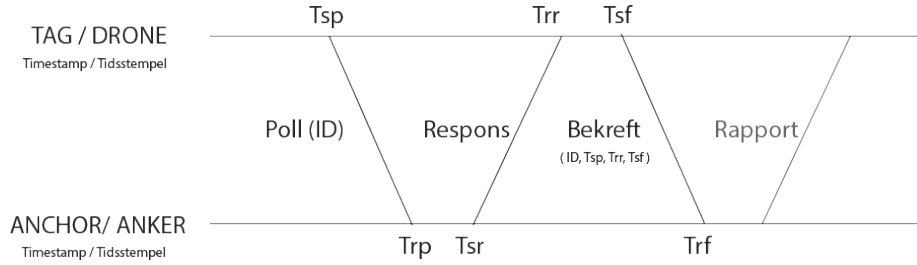 Tsp Trr Tsf
TAG / DRONE
Timestamp / Tidsstempel
Poll (ID) Respons Bekreft Rapport
( ID, Tsp, Trr, Tsf )
ANCHOR/ ANKER
Timestamp / Tidsstempel
Trp Tsr Trf